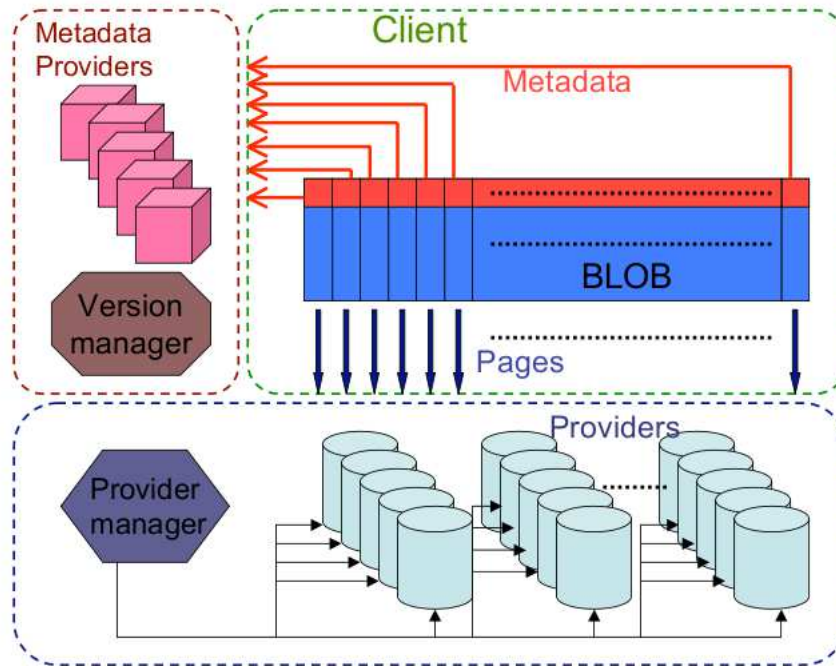 Metadata
Providers
Client
Metadata
BLOB
Version
manager
Pages
Providers
Provider
manager